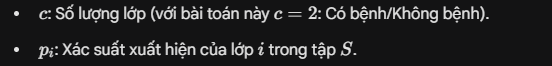 • c: Số lượng lớp (với bài toán này c = 2: Có bệnh/Không bệnh).
• pᵢ: Xác suất xuất hiện của lớp i trong tập S.